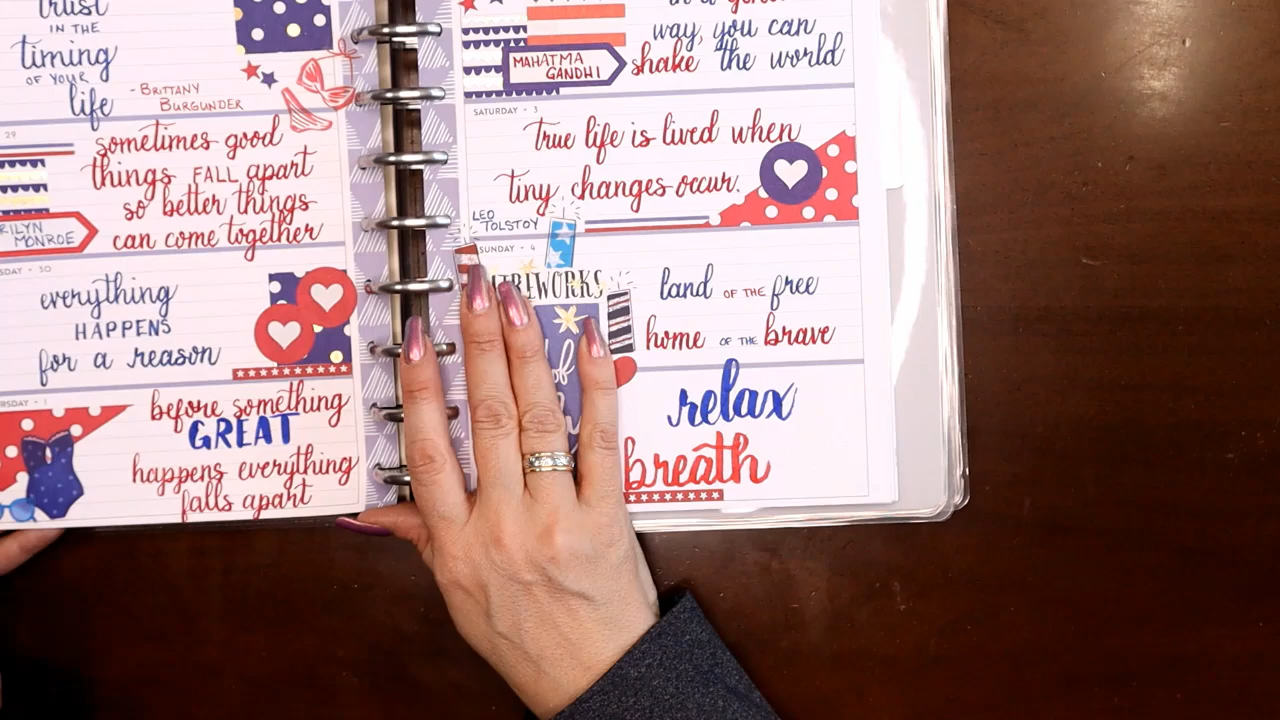 trust
IN THE
timing
OF YOUR
life
- BRITTANY
BURGUNDER
29
sometimes good
things FALL apart
so better things
can come together
MONROE
30
everything
HAPPENS
for a reason
1
before something
GREAT
happens everything
falls apart
way, you can
shake the world
MAHATMA
GANDHI
SATURDAY • 3
True life is lived when
tiny changes occur.
LEO
TOLSTOY
SUNDAY • 4
land OF THE free
home OF THE brave
of
relax
breath